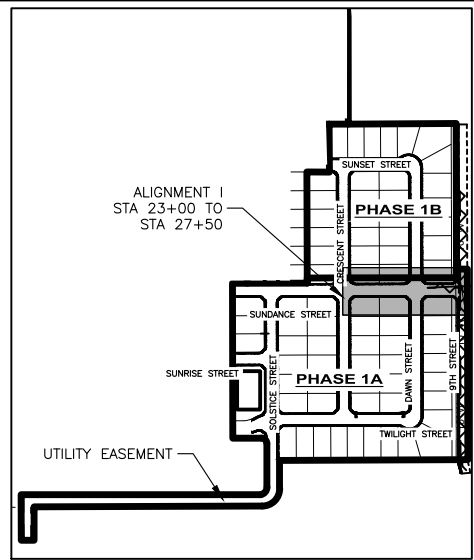 SUNSET STREET
ALIGNMENT I
STA 23+00 TO
STA 27+50
CRESCENT STREET
PHASE 1B
SUNDANCE STREET
SUNRISE STREET
SOLSTICE STREET
PHASE 1A
DAWN STREET
9TH STREET
TWILIGHT STREET
UTILITY EASEMENT